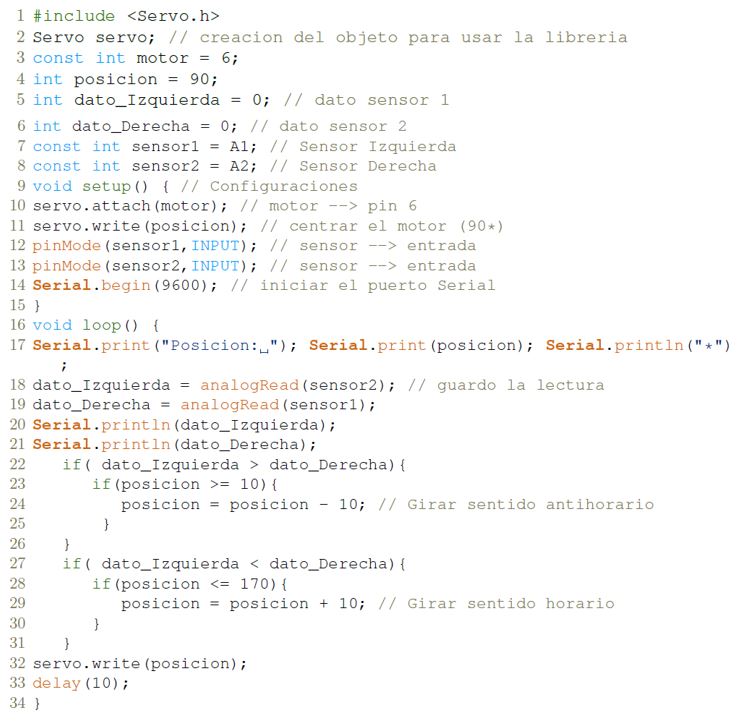 1 #include <Servo.h>
2 Servo servo; // creacion del objeto para usar la libreria
3 const int motor = 6;
4 int posicion = 90;
5 int dato_Izquierda = 0; // dato sensor 1
6 int dato_Derecha = 0; // dato sensor 2
7 const int sensor1 = A1; // Sensor Izquierda
8 const int sensor2 = A2; // Sensor Derecha
9 void setup() { // Configuraciones
10 servo.attach(motor); // motor --> pin 6
11 servo.write(posicion); // centrar el motor (90*)
12 pinMode(sensor1,INPUT); // sensor --> entrada
13 pinMode(sensor2,INPUT); // sensor --> entrada
14 Serial.begin(9600); // iniciar el puerto Serial
15 }
16 void loop() {
17 Serial.print("Posicion:␣"); Serial.print(posicion); Serial.println("*")
;
18 dato_Izquierda = analogRead(sensor2); // guardo la lectura
19 dato_Derecha = analogRead(sensor1);
20 Serial.println(dato_Izquierda);
21 Serial.println(dato_Derecha);
22 if( dato_Izquierda > dato_Derecha){
23 if(posicion >= 10){
24 posicion = posicion - 10; // Girar sentido antihorario
25 }
26 }
27 if( dato_Izquierda < dato_Derecha){
28 if(posicion <= 170){
29 posicion = posicion + 10; // Girar sentido horario
30 }
31 }
32 servo.write(posicion);
33 delay(10);
34 }